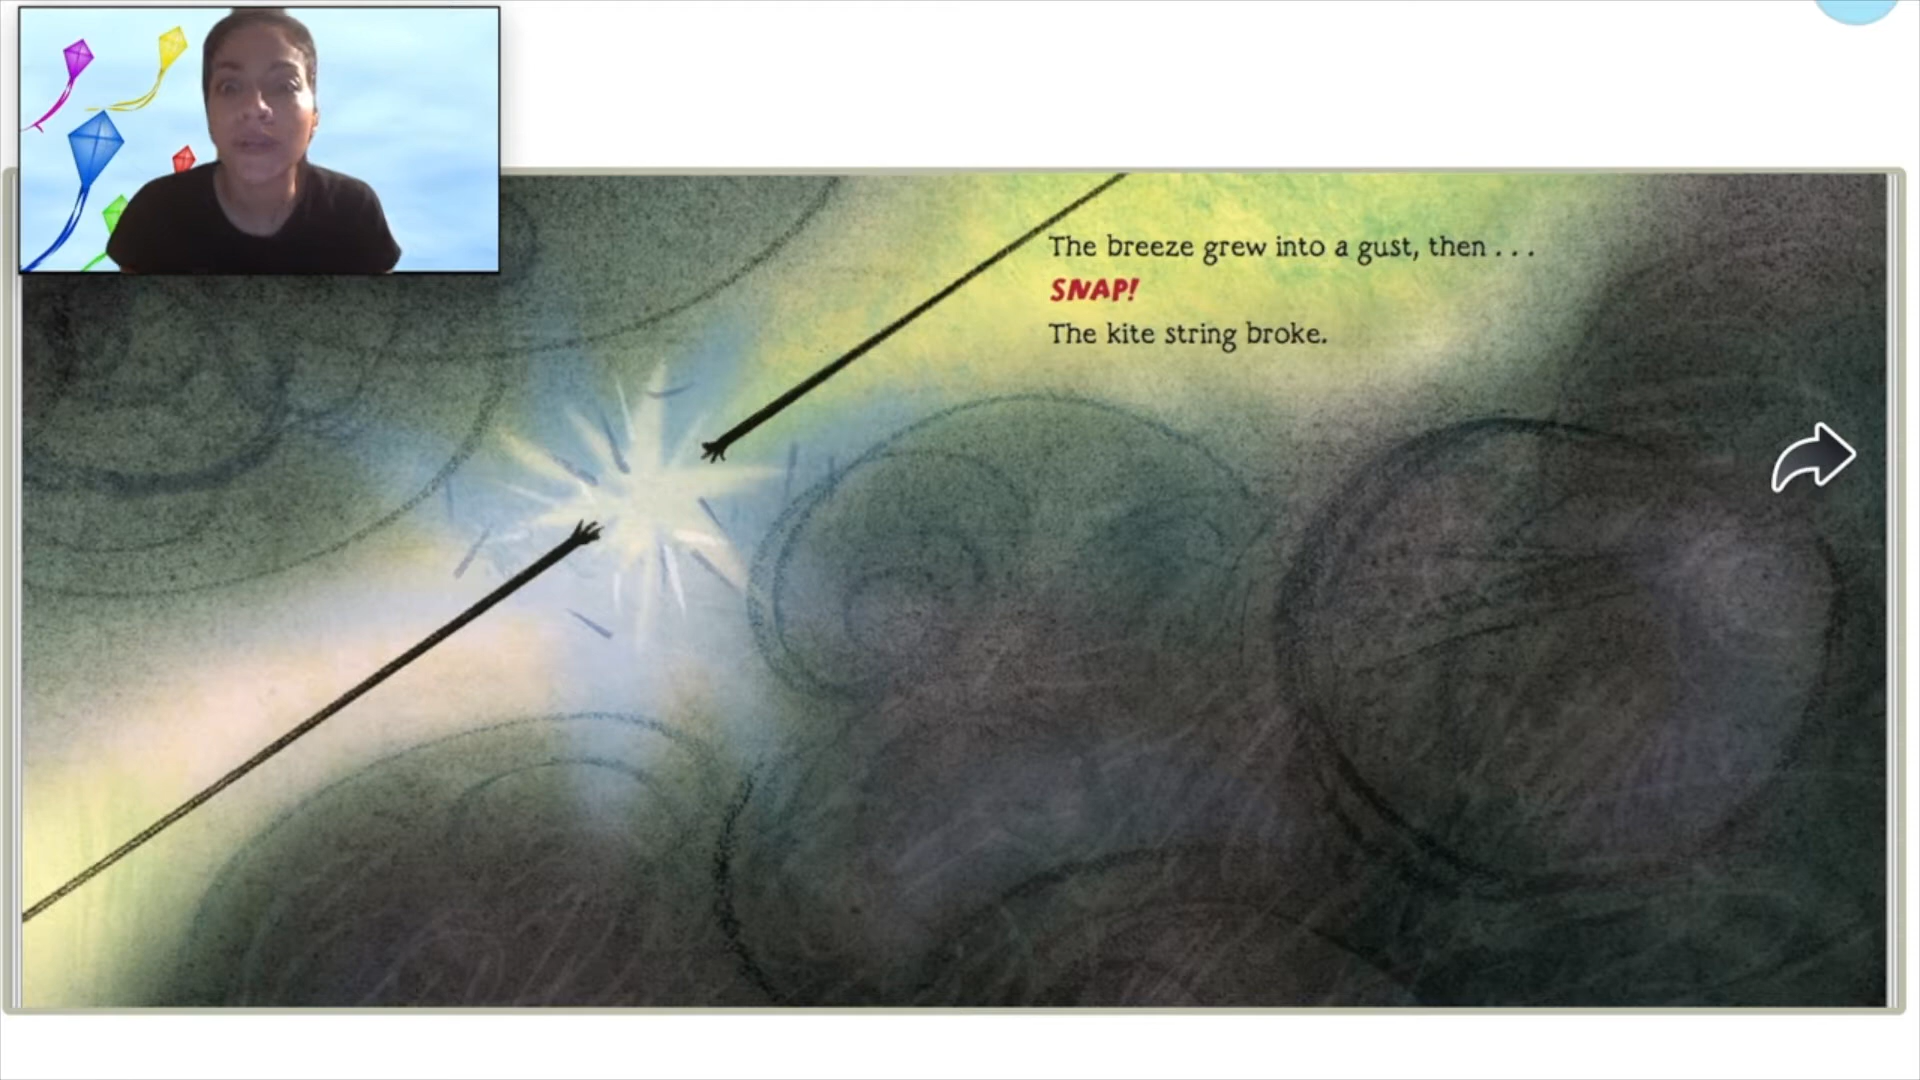 The breeze grew into a gust, then . . .
SNAP!
The kite string broke.